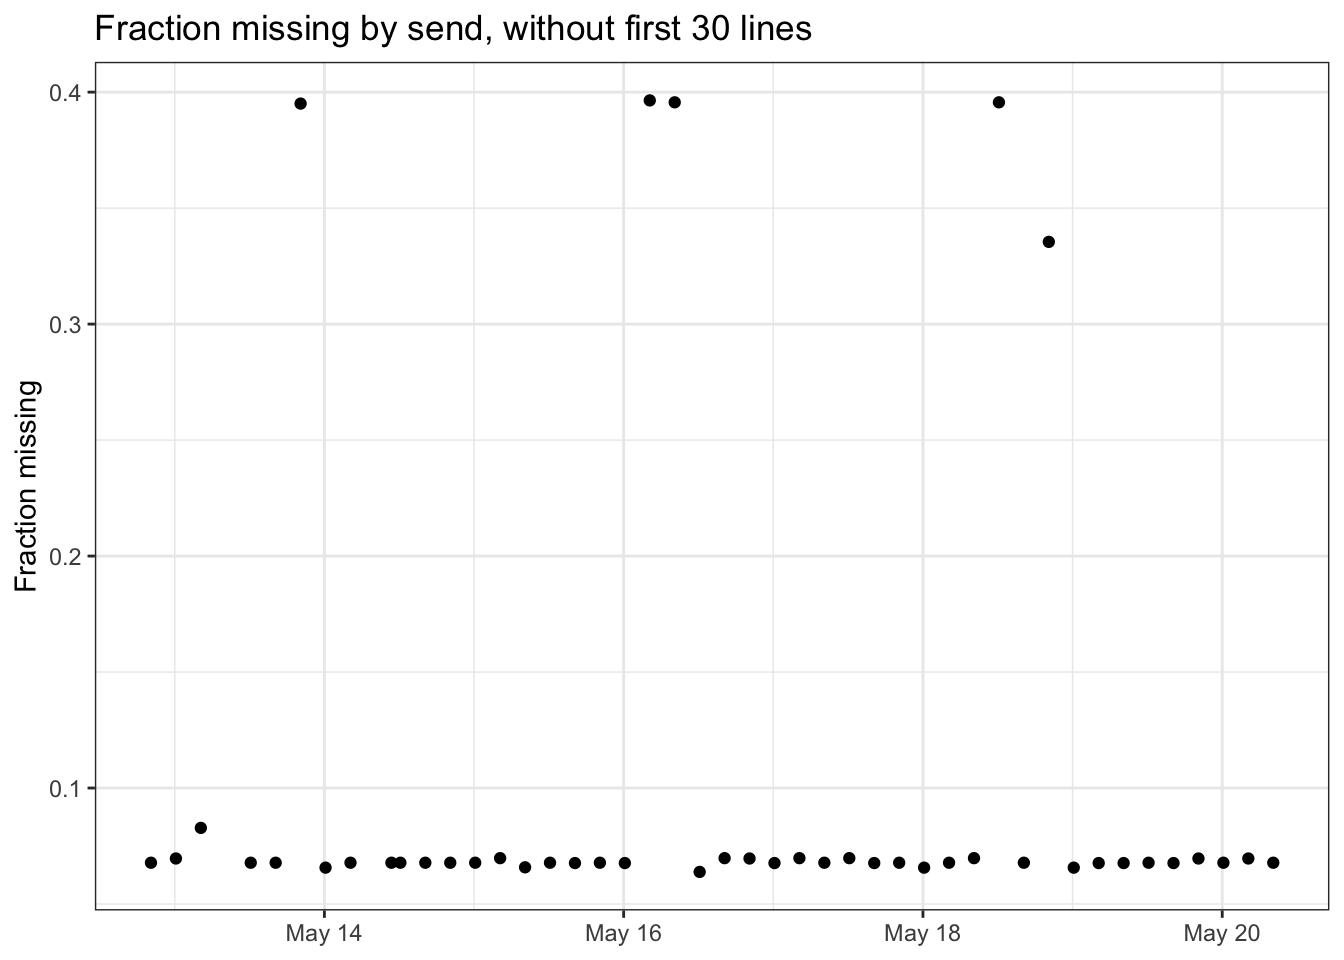 Fraction missing by send, without first 30 lines
0.4
0.3
0.2
0.1
Fraction missing
May 14
May 16
May 18
May 20